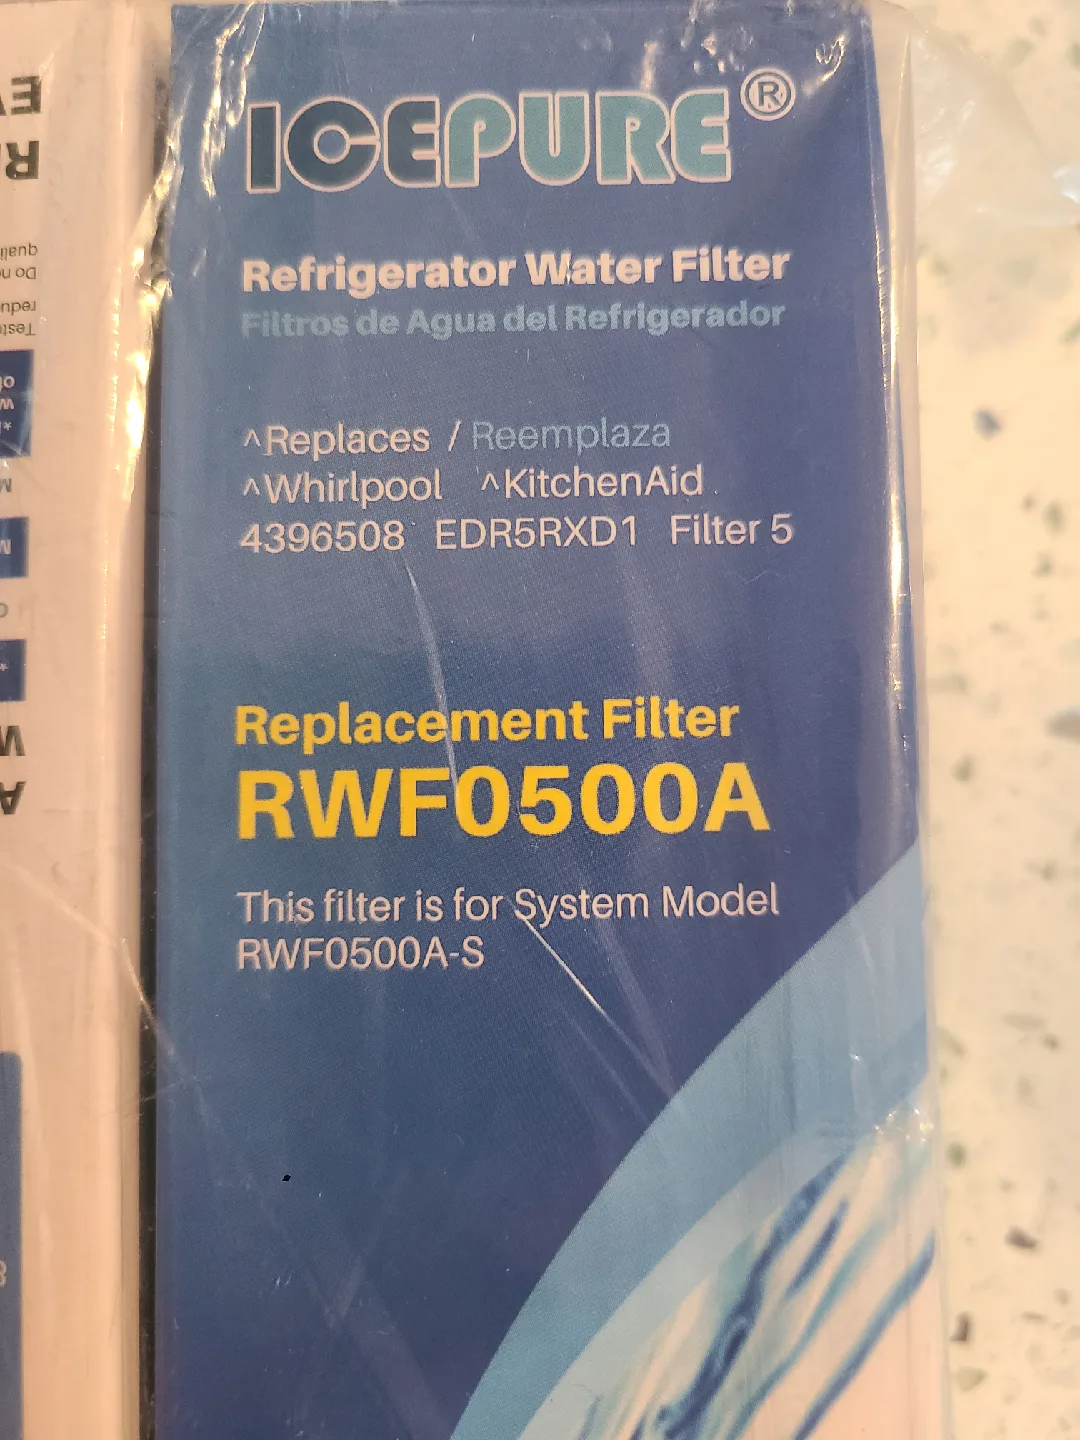 ICEPURE®
Refrigerator Water Filter
Filtros de Agua del Refrigerador
^Replaces / Reemplaza
^Whirlpool ^KitchenAid
4396508 EDR5RXD1 Filter 5
Replacement Filter
RWF0500A
This filter is for System Model
RWF0500A-S